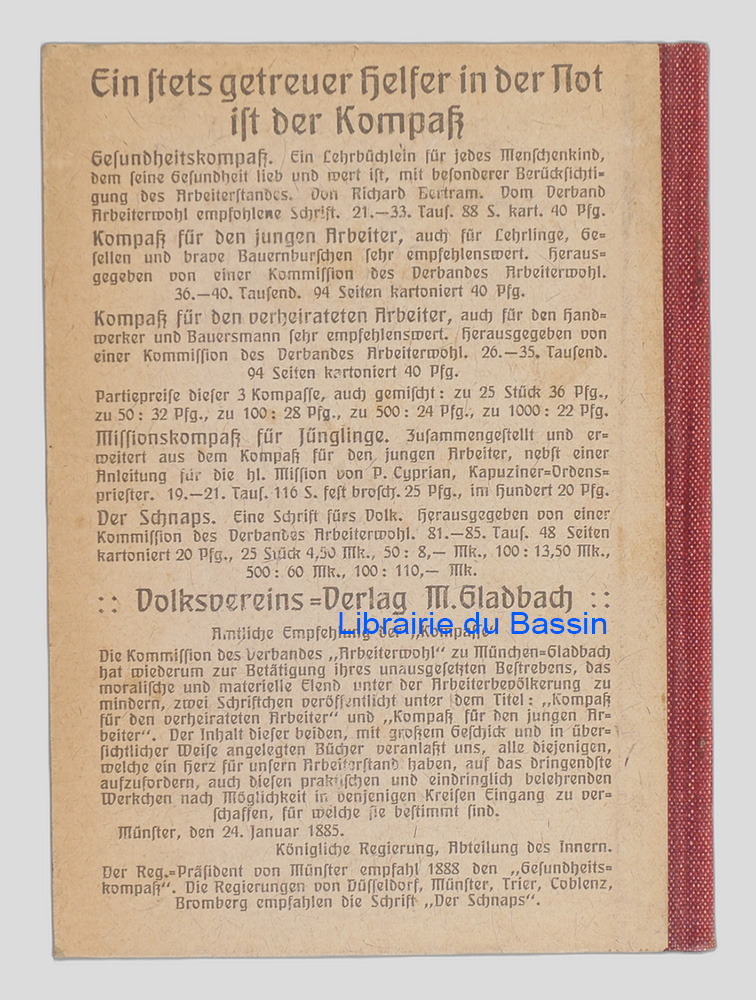 Ein stets getreuer Helfer in der Not
ist der Kompaß
Gesundheitskompaß. Ein Lehrbüchlein für jedes Menschenkind,
dem seine Gesundheit lieb und wert ist, mit besonderer Berücksichti-
gung des Arbeiterstandes. Von Richard Bertram. Vom Verband
Arbeiterwohl empfohlene Schrift. 21.—33. Taus. 88 S. kart. 40 Pfg.
Kompaß für den jungen Arbeiter, auch für Lehrlinge, Ge-
sellen und brave Bauernburschen sehr empfehlenswert. Heraus-
gegeben von einer Kommission des Verbandes Arbeiterwohl.
36.—40. Tausend. 94 Seiten kartoniert 40 Pfg.
Kompaß für den verheirateten Arbeiter, auch für den Hand-
werker und Bauersmann sehr empfehlenswert. Herausgegeben von
einer Kommission des Verbandes Arbeiterwohl. 26.—35. Tausend.
94 Seiten kartoniert 40 Pfg.
Partiepreise dieser 3 Kompasse, auch gemischt: zu 25 Stück 36 Pfg.,
zu 50: 32 Pfg., zu 100: 28 Pfg., zu 500: 24 Pfg., zu 1000: 22 Pfg.
Missionskompaß für Jünglinge. Zusammengestellt und er-
weitert aus dem Kompaß für den jungen Arbeiter, nebst einer
Anleitung für die hl. Mission von P. Cyprian, Kapuziner-Ordens-
priester. 19.—21. Taus. 116 S. fest brosch. 25 Pfg., im Hundert 20 Pfg.
Der Schnaps. Eine Schrift fürs Volk. Herausgegeben von einer
Kommission des Verbandes Arbeiterwohl. 81.—85. Taus. 48 Seiten
kartoniert 20 Pfg., 25 Stück 4,50 Mk., 50: 8,— Mk., 100: 13,50 Mk.,
500: 60 Mk., 100: 110,— Mk.
:: Volksvereins-Verlag M.Gladbach ::
Librairie du Bassin
Amtliche Empfehlung der „Kompasse"
Die Kommission des Verbandes „Arbeiterwohl" zu München-Gladbach
hat wiederum zur Betätigung ihres unausgesetzten Bestrebens, das
moralische und materielle Elend unter der Arbeiterbevölkerung zu
mindern, zwei Schriftchen veröffentlicht unter dem Titel: „Kompaß
für den verheirateten Arbeiter" und „Kompaß für den jungen Ar-
beiter". Der Inhalt dieser beiden, mit großem Geschick und in über-
sichtlicher Weise angelegten Bücher veranlaßt uns, alle diejenigen,
welche ein Herz für unsern Arbeiterstand haben, auf das dringendste
aufzufordern, auch diesen praktischen und eindringlich belehrenden
Werkchen nach Möglichkeit in denjenigen Kreisen Eingang zu ver-
schaffen, für welche sie bestimmt sind.
Münster, den 24. Januar 1885.
Königliche Regierung, Abteilung des Innern.
Der Reg.-Präsident von Münster empfahl 1888 den „Gesundheits-
kompaß". Die Regierungen von Düsseldorf, Münster, Trier, Coblenz,
Bromberg empfahlen die Schrift „Der Schnaps".